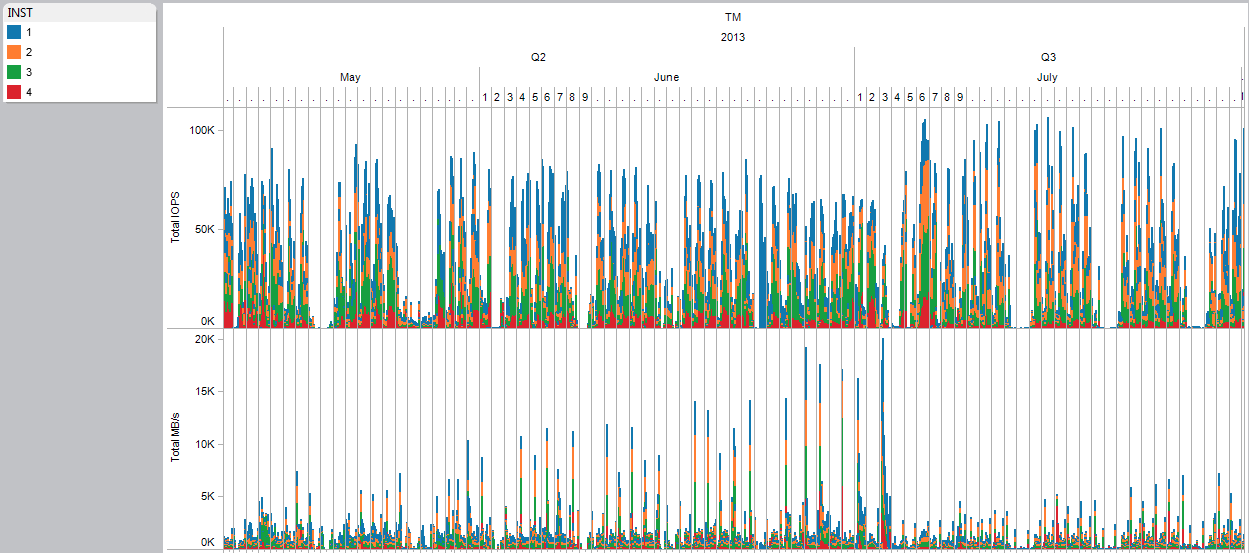 INST
1
2
3
4
TM
2013
Q2 Q3
May June July
. . . . . . . . . . . . . . . . . . . . . 1 2 3 4 5 6 7 8 9 . . . . . . . . . . . . . . . . . . . . . 1 2 3 4 5 6 7 8 9 . . . . . . . . . . . . . . . . . . . . . .
100K
Total IOPS
50K
0K
20K
15K
Total MB/s
10K
5K
0K